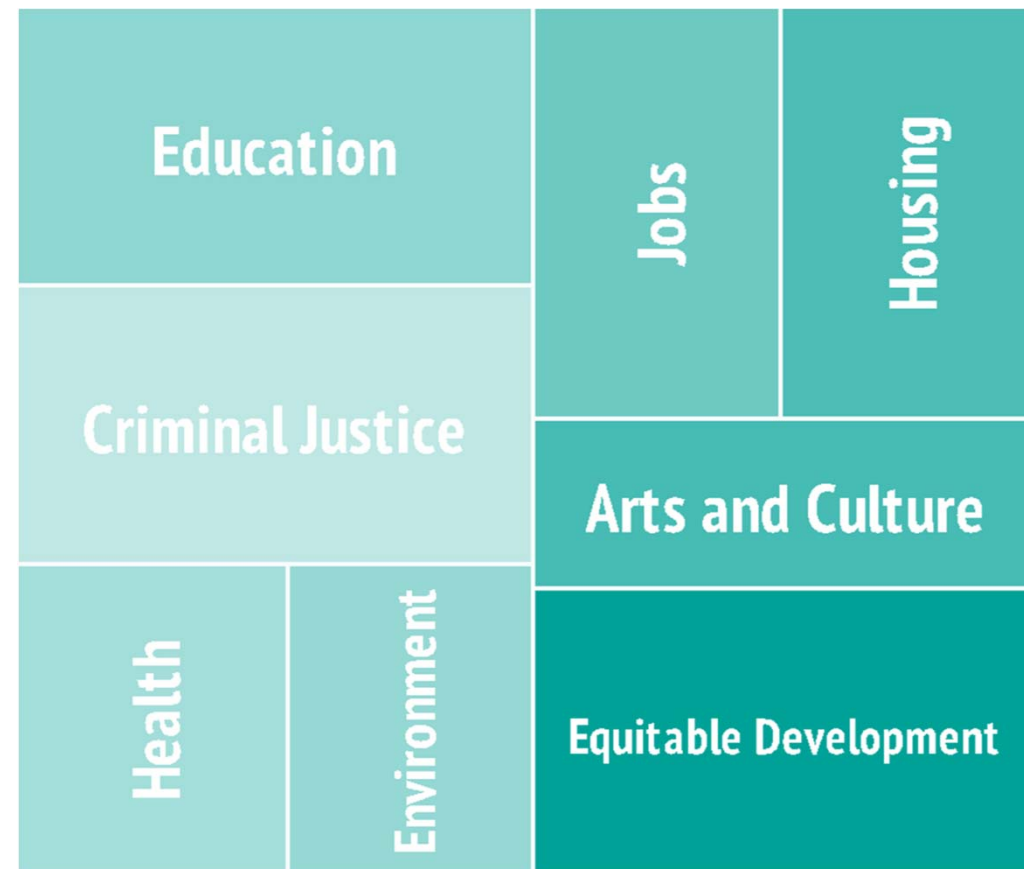 Education
Jobs
Housing
Criminal Justice
Arts and Culture
Health
Environment
Equitable Development